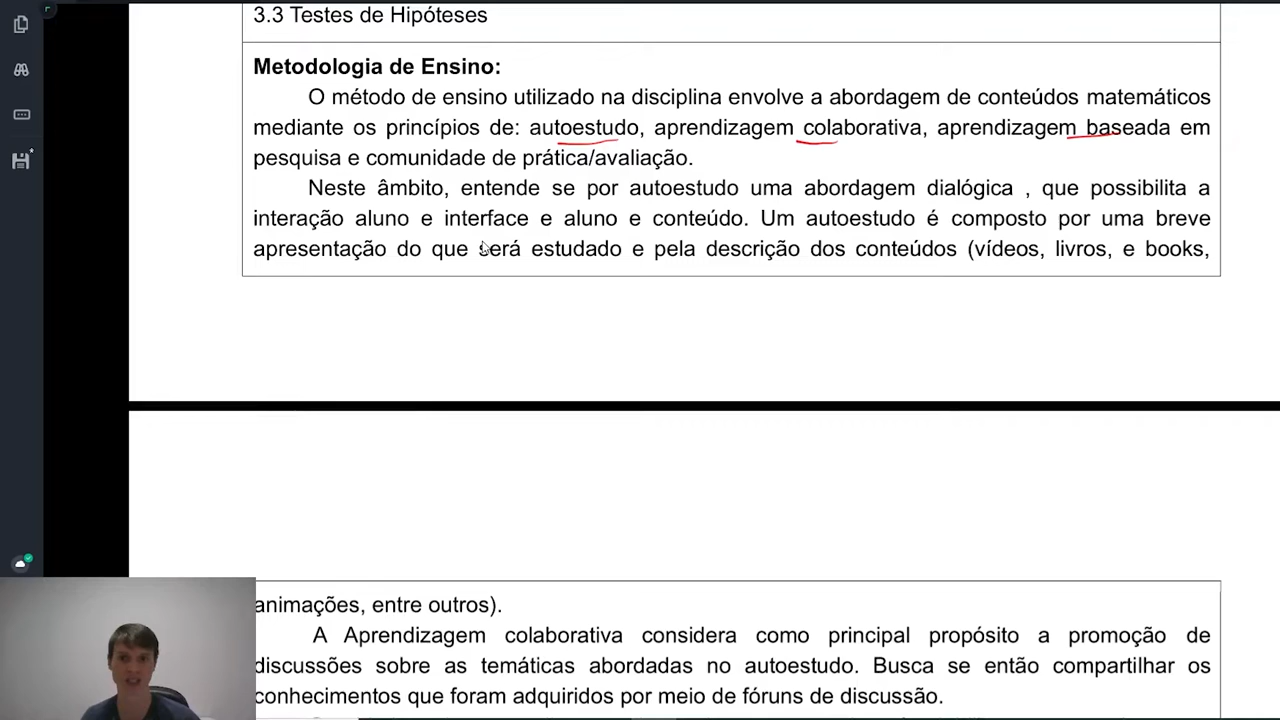 3.3 Testes de Hipóteses
Metodologia de Ensino:
O método de ensino utilizado na disciplina envolve a abordagem de conteúdos matemáticos
mediante os princípios de: autoestudo, aprendizagem colaborativa, aprendizagem baseada em
pesquisa e comunidade de prática/avaliação.
Neste âmbito, entende se por autoestudo uma abordagem dialógica , que possibilita a
interação aluno e interface e aluno e conteúdo. Um autoestudo é composto por uma breve
apresentação do que será estudado e pela descrição dos conteúdos (vídeos, livros, e books,
animações, entre outros).
A Aprendizagem colaborativa considera como principal propósito a promoção de
discussões sobre as temáticas abordadas no autoestudo. Busca se então compartilhar os
conhecimentos que foram adquiridos por meio de fóruns de discussão.